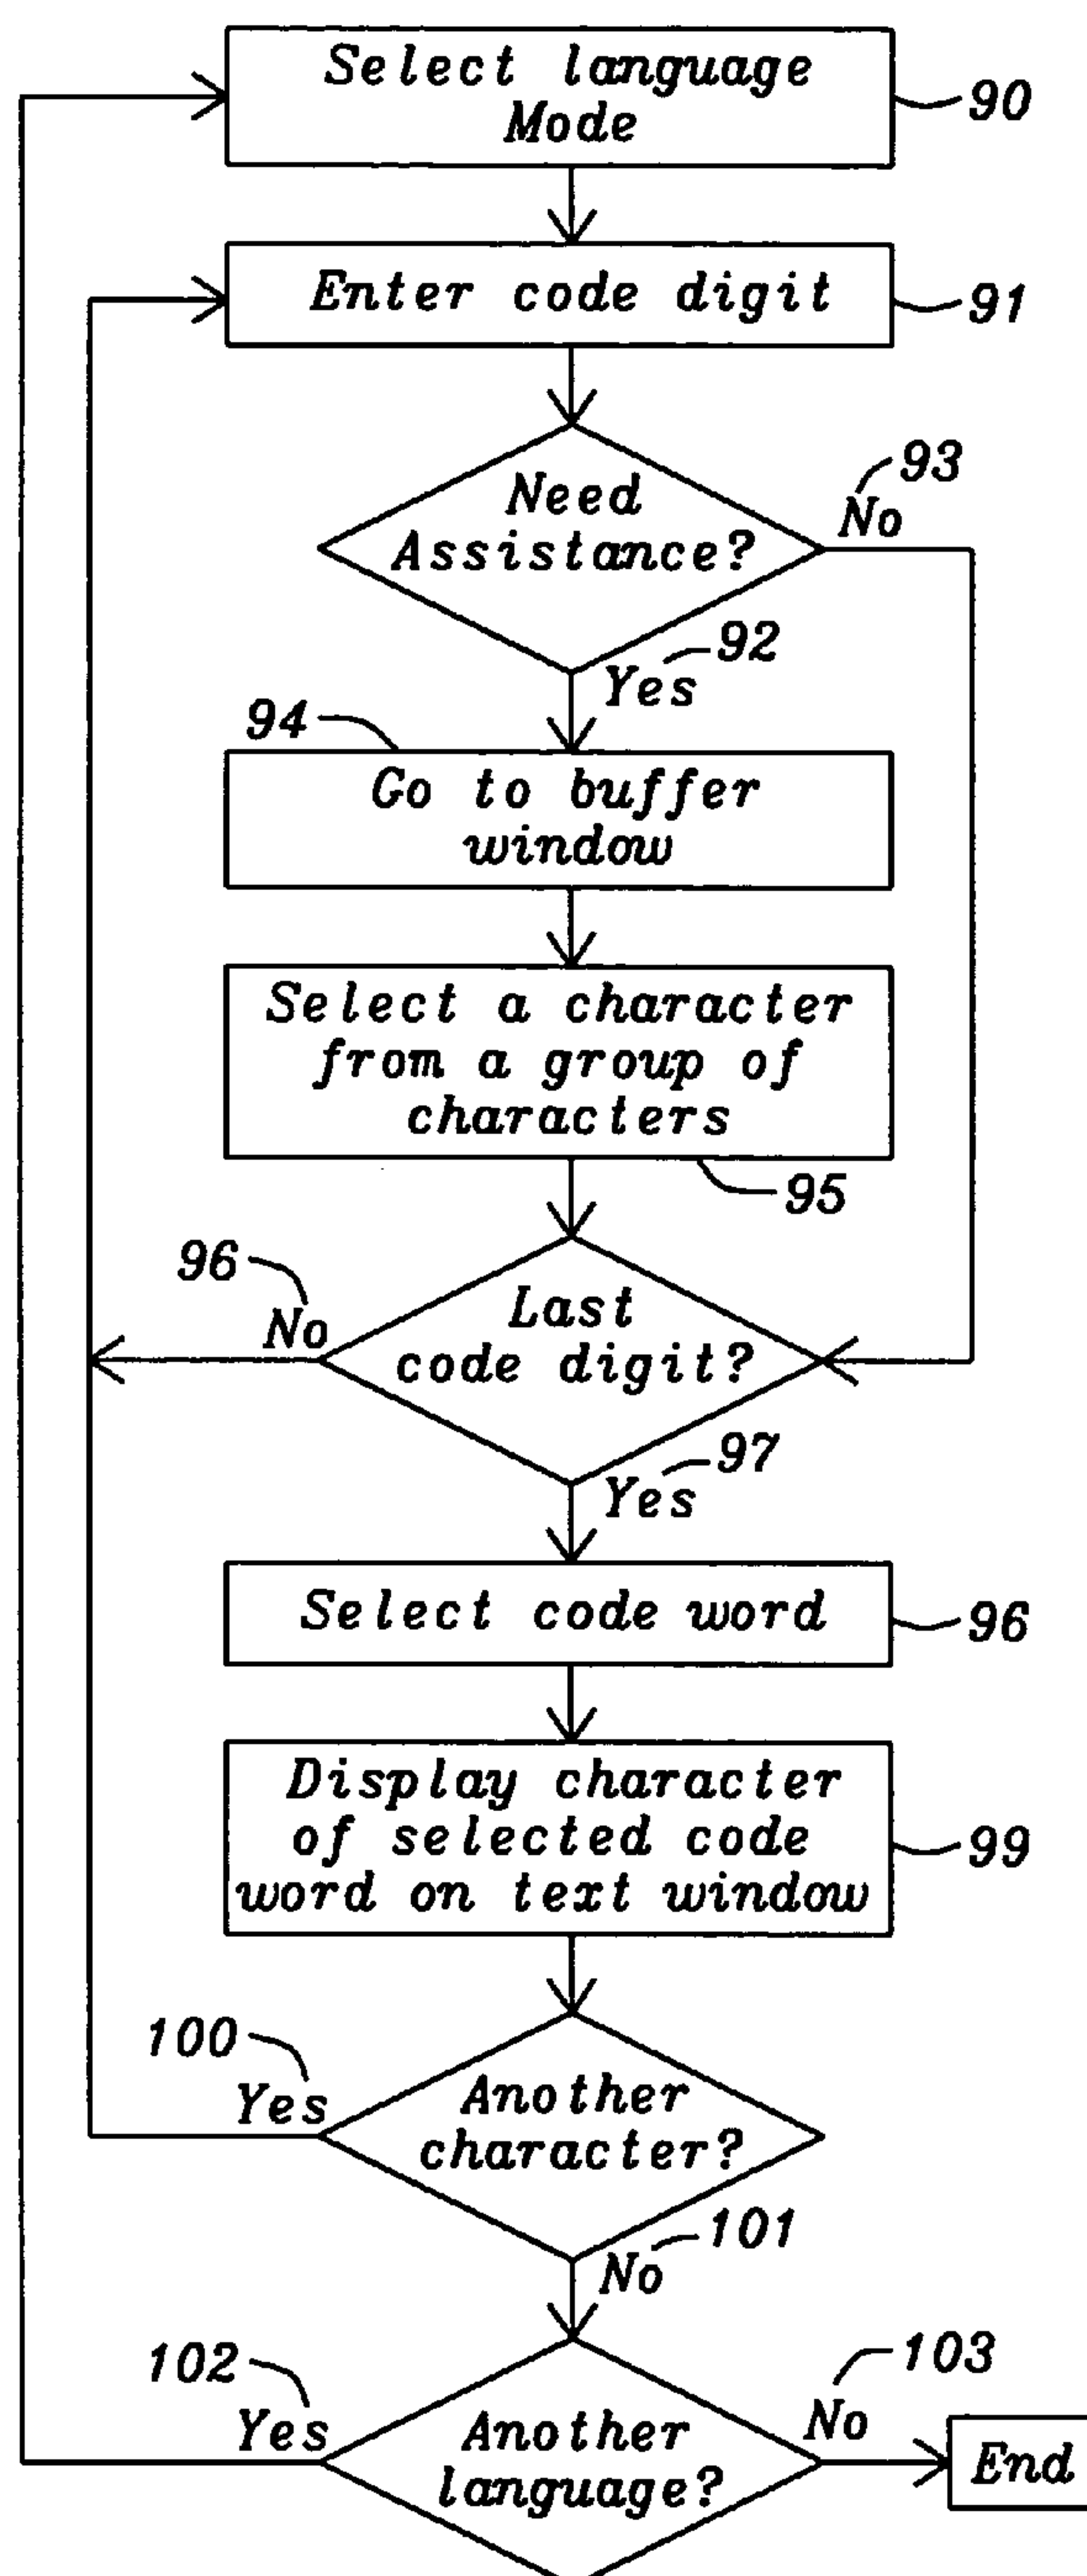 Select language
Mode
90
Enter code digit
91
Need
Assistance?
93
No
92
Yes
94
Go to buffer
window
Select a character
from a group of
characters
95
96
No
Last
code digit?
97
Yes
Select code word
96
Display character
of selected code
word on text window
99
100
Yes
Another
character?
101
No
102
Yes
Another
language?
103
No
End